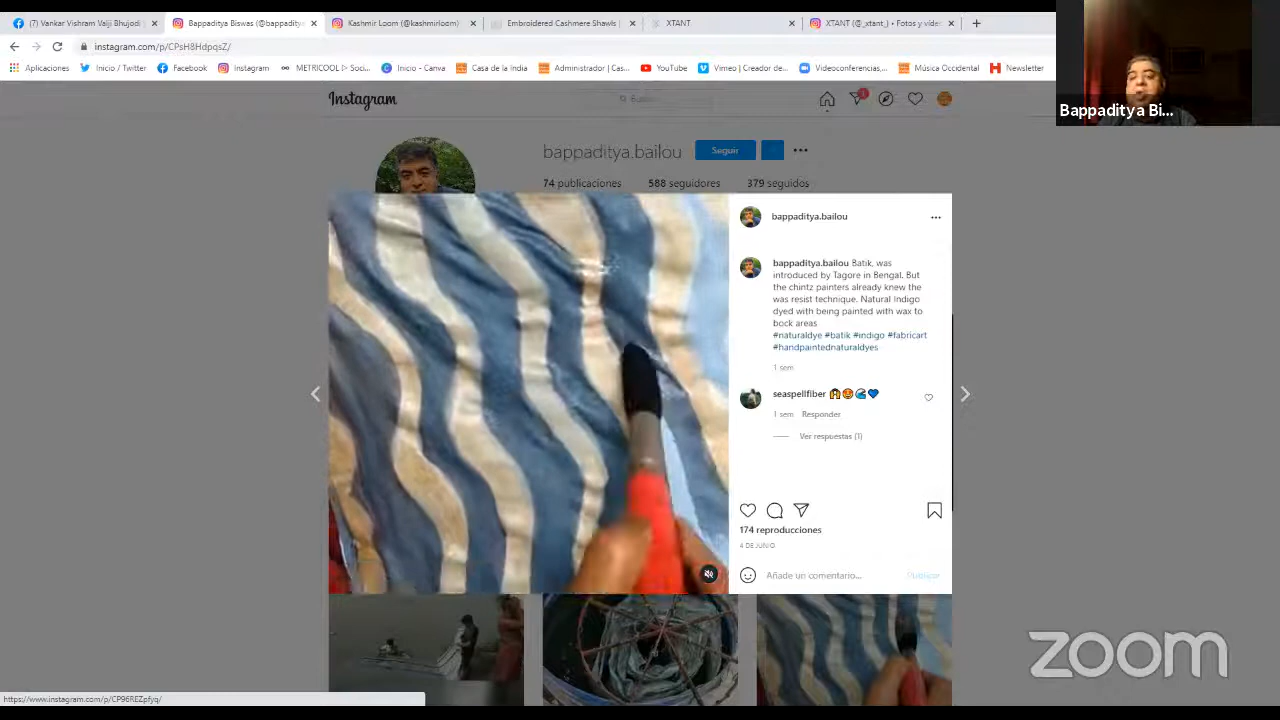 (7) Vankar Vishram Valji Bhujodi
Bappaditya Biswas (@bappaditya
Kashmir Loom (@kashmirloom)
Embroidered Cashmere Shawls |
XTANT
XTANT (@_xtant_) • Fotos y video
instagram.com/p/CPsH8HdpqsZ/
Aplicaciones
Inicio / Twitter
Facebook
Instagram
METRICOOL ▷ Soci...
Inicio - Canva
Casa de la India
Administrador | Cas...
YouTube
Vimeo | Creador de...
Videoconferencias,...
Música Occidental
Newsletter
Bappaditya Bi...
Instagram
1
bappaditya.bailou
Seguir
74 publicaciones
588 seguidores
379 seguidos
bappaditya.bailou
bappaditya.bailou Batik, was
introduced by Tagore in Bengal. But
the chintz painters already knew the
was resist technique. Natural Indigo
dyed with being painted with wax to
bock areas
#naturaldye #batik #indigo #fabricart
#handpaintednaturaldyes
1 sem
seaspellfiber
1 sem Responder
Ver respuestas (1)
174 reproducciones
4 DE JUNIO
Añade un comentario...
Publicar
zoom
https://www.instagram.com/p/CP96REZpfyq/